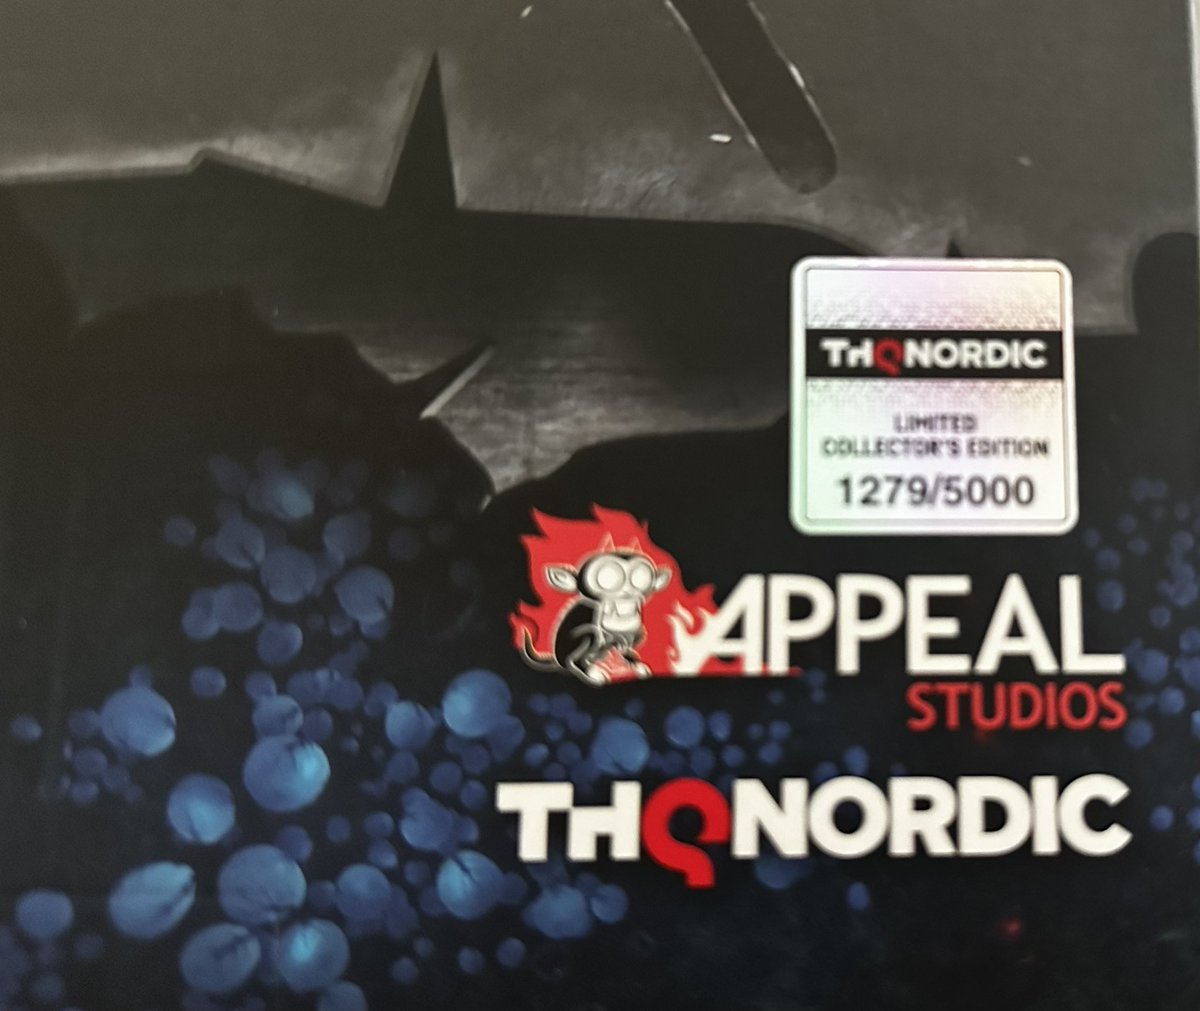 THQNORDIC
LIMITED
COLLECTOR'S EDITION
1279/5000
APPEAL
STUDIOS
THQNORDIC